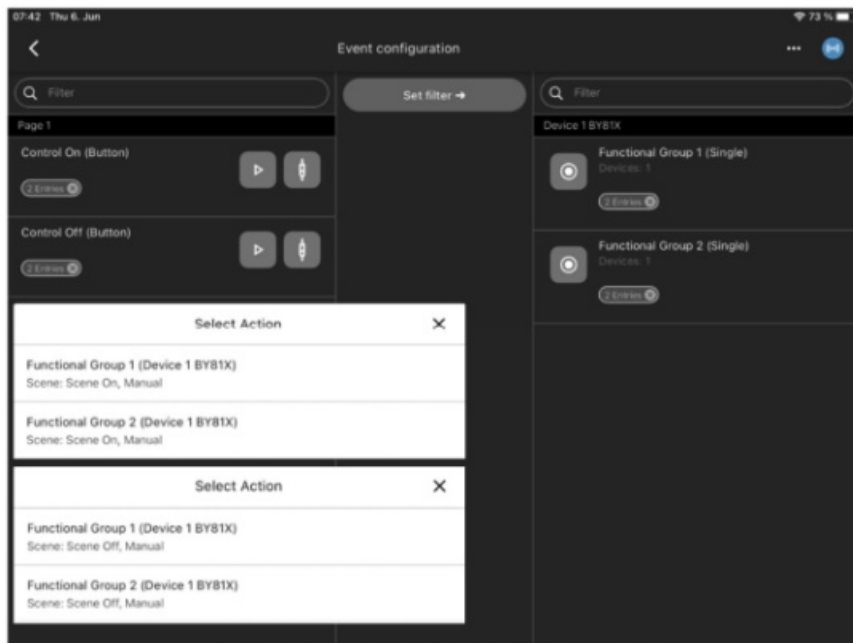 07:42 Thu 6. Jun
73 %
Event configuration
Filter
Set filter →
Filter
Page 1
Device 1 BY81X
Control On (Button)
2 Entries
Control Off (Button)
2 Entries
Functional Group 1 (Single)
Devices: 1
2 Entries
Functional Group 2 (Single)
Devices: 1
2 Entries
Select Action
Functional Group 1 (Device 1 BY81X)
Scene: Scene On, Manual
Functional Group 2 (Device 1 BY81X)
Scene: Scene On, Manual
Select Action
Functional Group 1 (Device 1 BY81X)
Scene: Scene Off, Manual
Functional Group 2 (Device 1 BY81X)
Scene: Scene Off, Manual